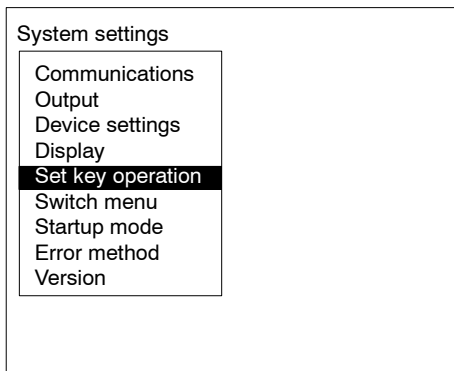 System settings
Communications
Output
Device settings
Display
Set key operation
Switch menu
Startup mode
Error method
Version